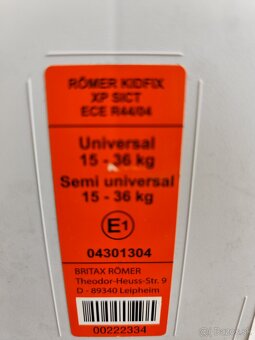 RÖMER KIDFIX
XP SICT
ECE R44/04
Universal
15 - 36 kg
Semi universal
15 - 36 kg
E1
04301304
BRITAX RÖMER
Theodor-Heuss-Str. 9
D - 89340 Leipheim
00222334